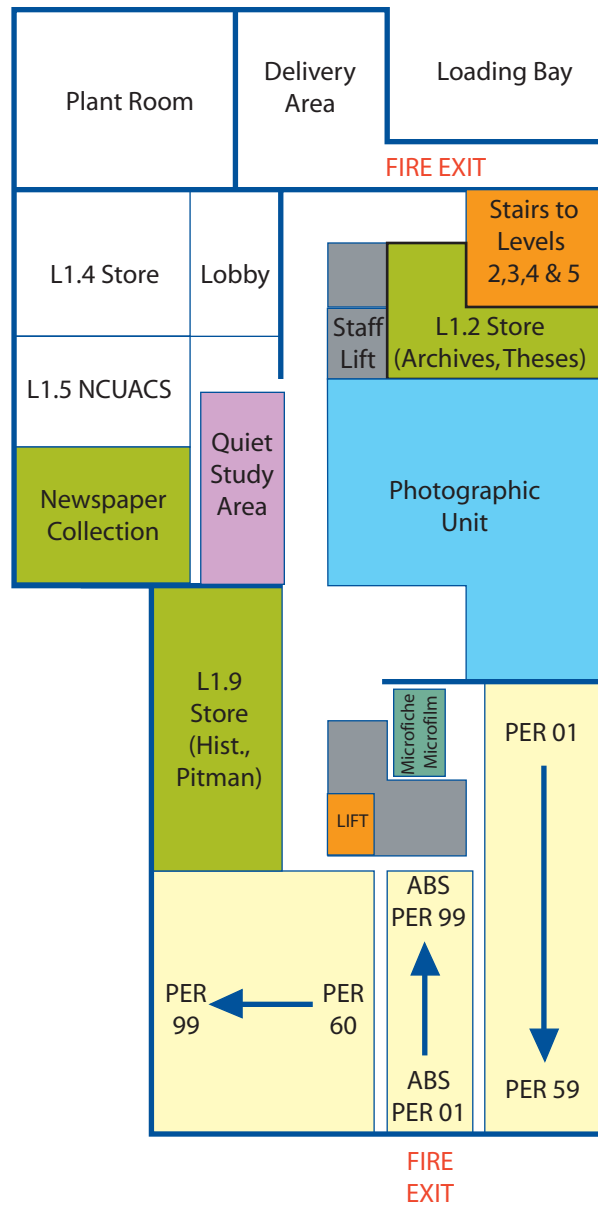 Plant Room
Delivery
Area
Loading Bay
FIRE EXIT
Stairs to
Levels
2,3,4 & 5
L1.4 Store
Lobby
Staff
Lift
L1.2 Store
(Archives, Theses)
L1.5 NCUACS
Quiet
Study
Area
Newspaper
Collection
Photographic
Unit
L1.9
Store
(Hist.,
Pitman)
Microfiche
Microfilm
PER 01
LIFT
ABS
PER 99
PER
99
PER
60
ABS
PER 01
PER 59
FIRE
EXIT